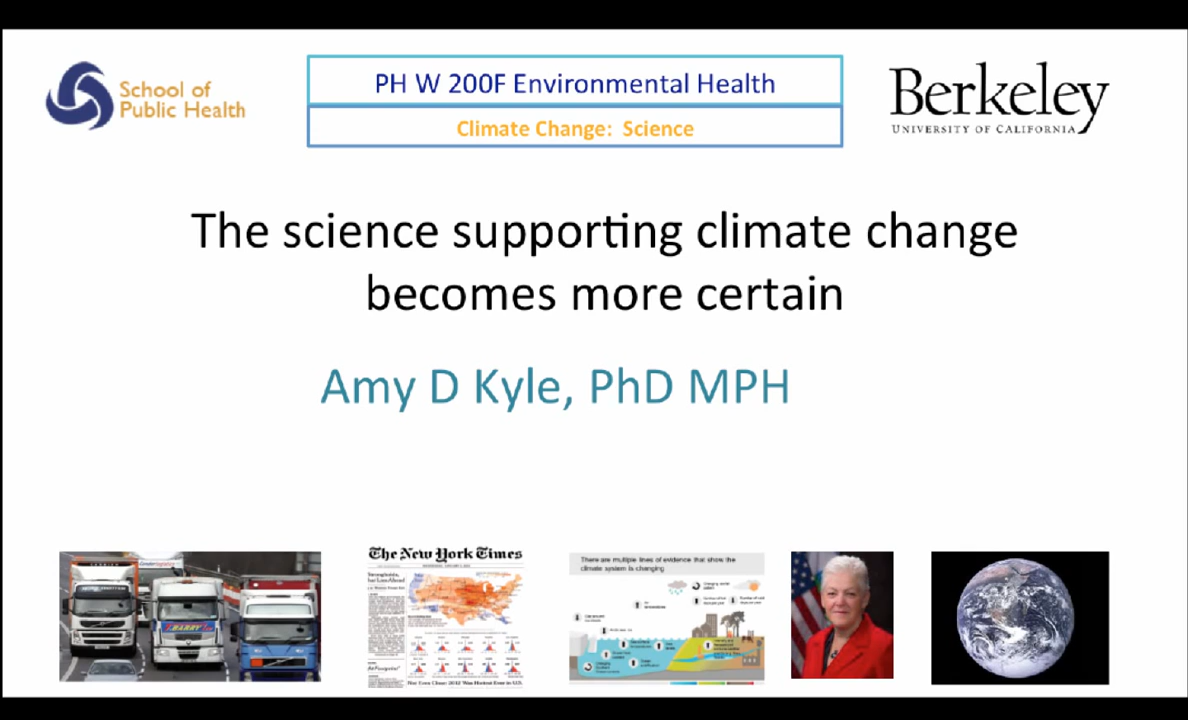 School of
Public Health
PH W 200F Environmental Health
Climate Change: Science
Berkeley
UNIVERSITY OF CALIFORNIA
The science supporting climate change
becomes more certain
Amy D Kyle, PhD MPH
The New York Times
There are multiple lines of evidence that show the
climate system is changing